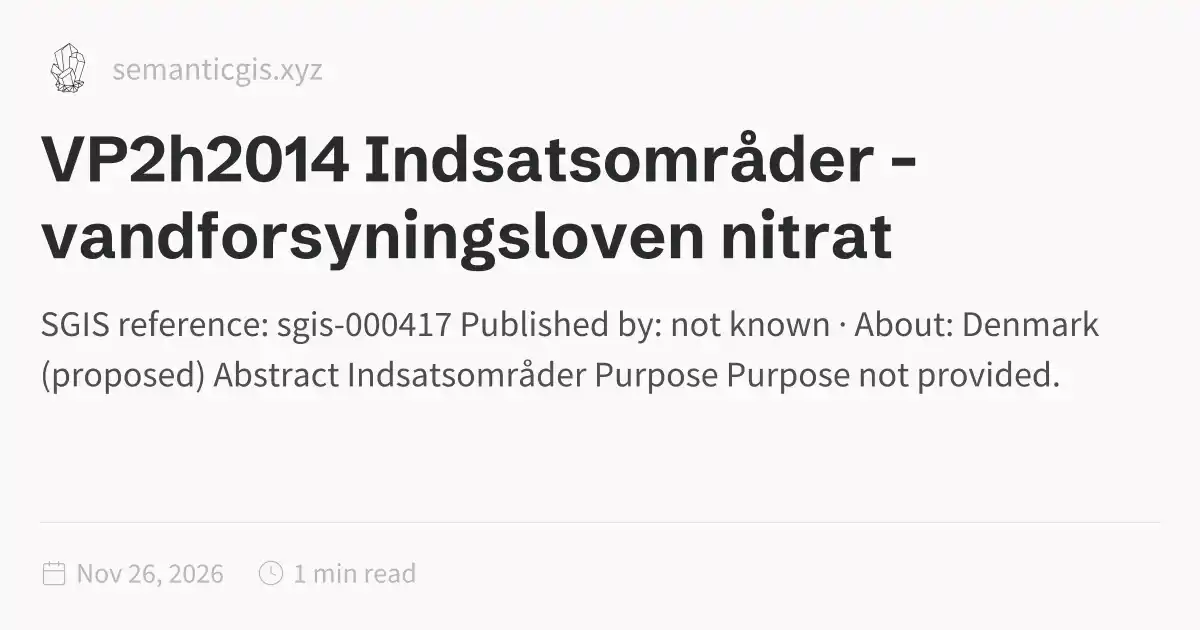 semanticgis.xyz
VP2h2014 Indsatsområder –
vandforsyningsloven nitrat
SGIS reference: sgis-000417 Published by: not known · About: Denmark
(proposed) Abstract Indsatsområder Purpose Purpose not provided.
Nov 26, 2026 1 min read